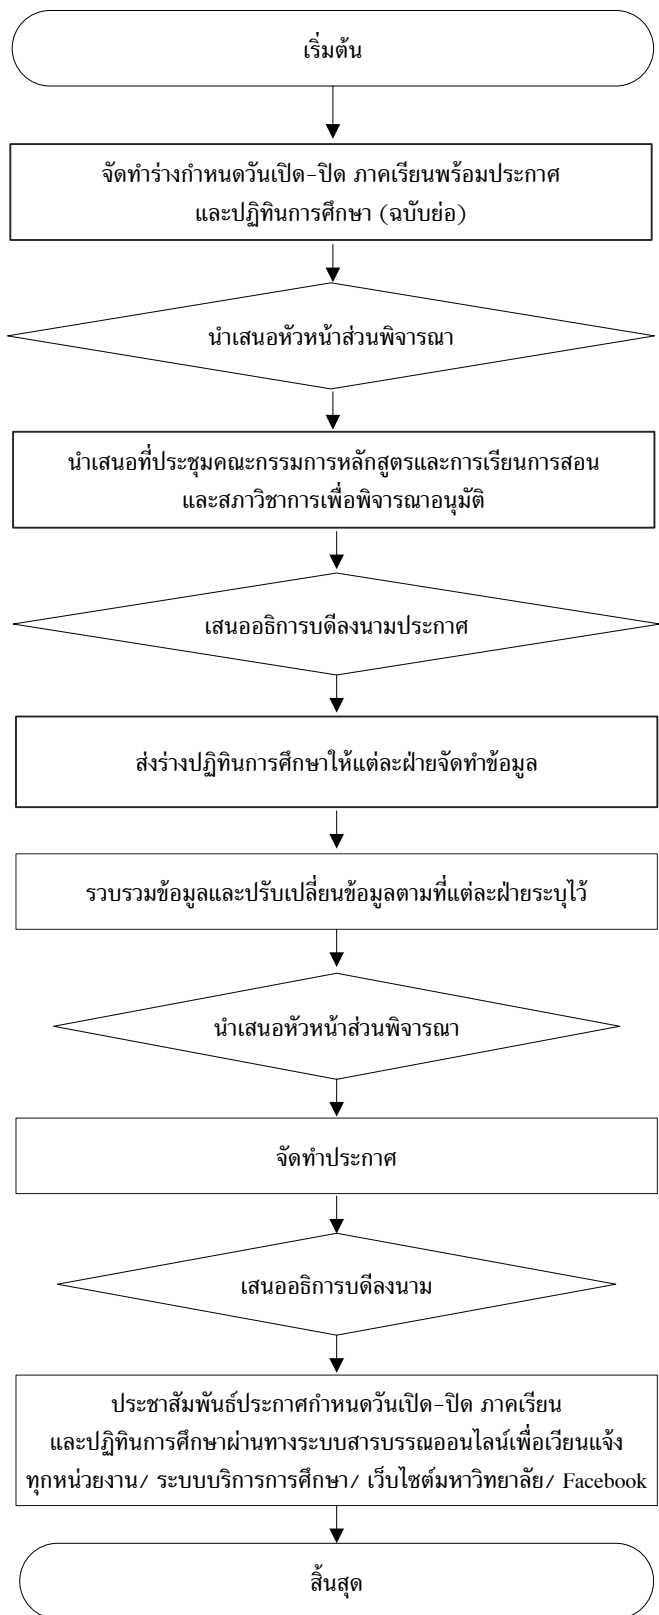 เริ่มต้น
จัดทำร่างกำหนดวันเปิด-ปิด ภาคเรียนพร้อมประกาศ
และปฏิทินการศึกษา (ฉบับย่อ)
นำเสนอหัวหน้าส่วนพิจารณา
นำเสนอที่ประชุมคณะกรรมการหลักสูตรและการเรียนการสอน
และสภาวิชาการเพื่อพิจารณาอนุมัติ
เสนออธิการบดีลงนามประกาศ
ส่งร่างปฏิทินการศึกษาให้แต่ละฝ่ายจัดทำข้อมูล
รวบรวมข้อมูลและปรับเปลี่ยนข้อมูลตามที่แต่ละฝ่ายระบุไว้
นำเสนอหัวหน้าส่วนพิจารณา
จัดทำประกาศ
เสนออธิการบดีลงนาม
ประชาสัมพันธ์ประกาศกำหนดวันเปิด-ปิด ภาคเรียน
และปฏิทินการศึกษาผ่านทางระบบสารบรรณออนไลน์เพื่อเวียนแจ้ง
ทุกหน่วยงาน/ ระบบบริการการศึกษา/ เว็บไซต์มหาวิทยาลัย/ Facebook
สิ้นสุด